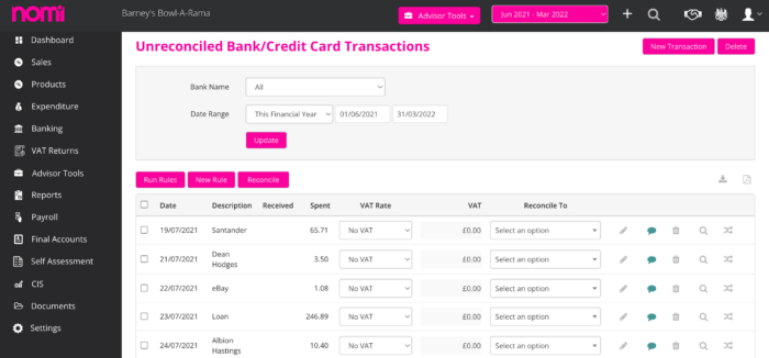 nomi
Barney's Bowl-A-Rama
Advisor Tools
Jun 2021 - Mar 2022
Dashboard
Sales
Products
Expenditure
Banking
VAT Returns
Advisor Tools
Reports
Payroll
Final Accounts
Self Assessment
CIS
Documents
Settings
Unreconciled Bank/Credit Card Transactions
New Transaction Delete
Bank Name All
Date Range This Financial Year 01/06/2021 31/03/2022
Update
Run Rules New Rule Reconcile
Date Description Received Spent VAT Rate VAT Reconcile To
19/07/2021 Santander 65.71 No VAT £0.00 Select an option
21/07/2021 Dean Hodges 3.50 No VAT £0.00 Select an option
22/07/2021 eBay 1.08 No VAT £0.00 Select an option
23/07/2021 Loan 246.89 No VAT £0.00 Select an option
24/07/2021 Albion Hastings 10.40 No VAT £0.00 Select an option